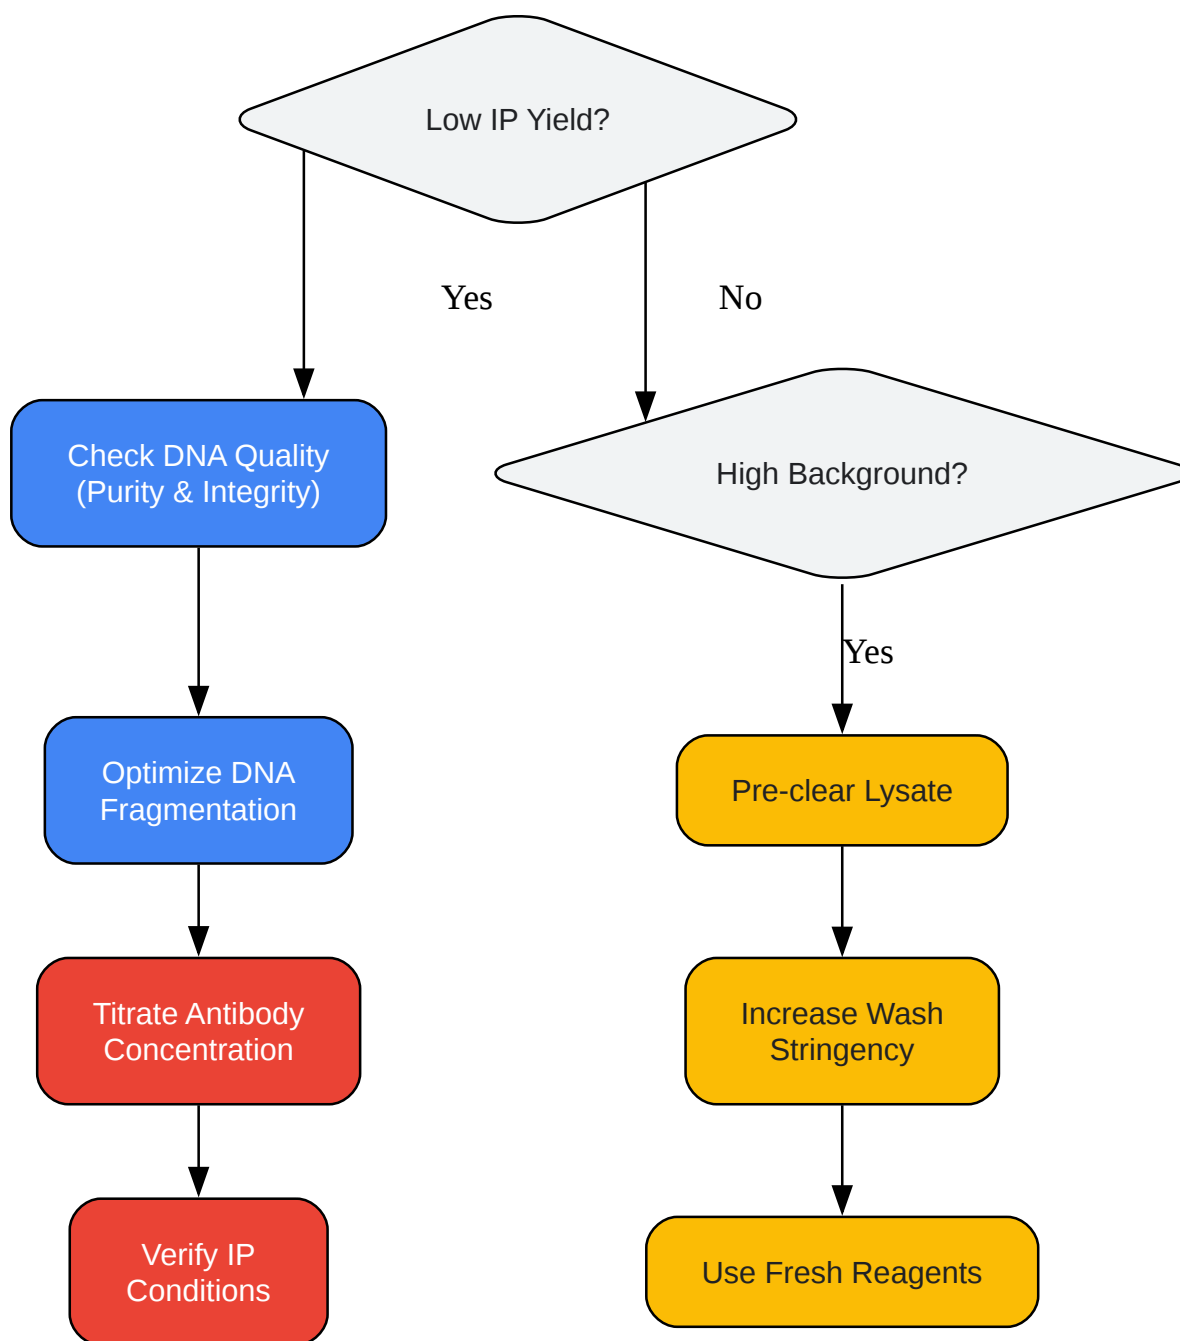 Low IP Yield?
Yes
No
Check DNA Quality
(Purity & Integrity)
High Background?
Yes
Optimize DNA
Fragmentation
Pre-clear Lysate
Titrate Antibody
Concentration
Increase Wash
Stringency
Verify IP
Conditions
Use Fresh Reagents